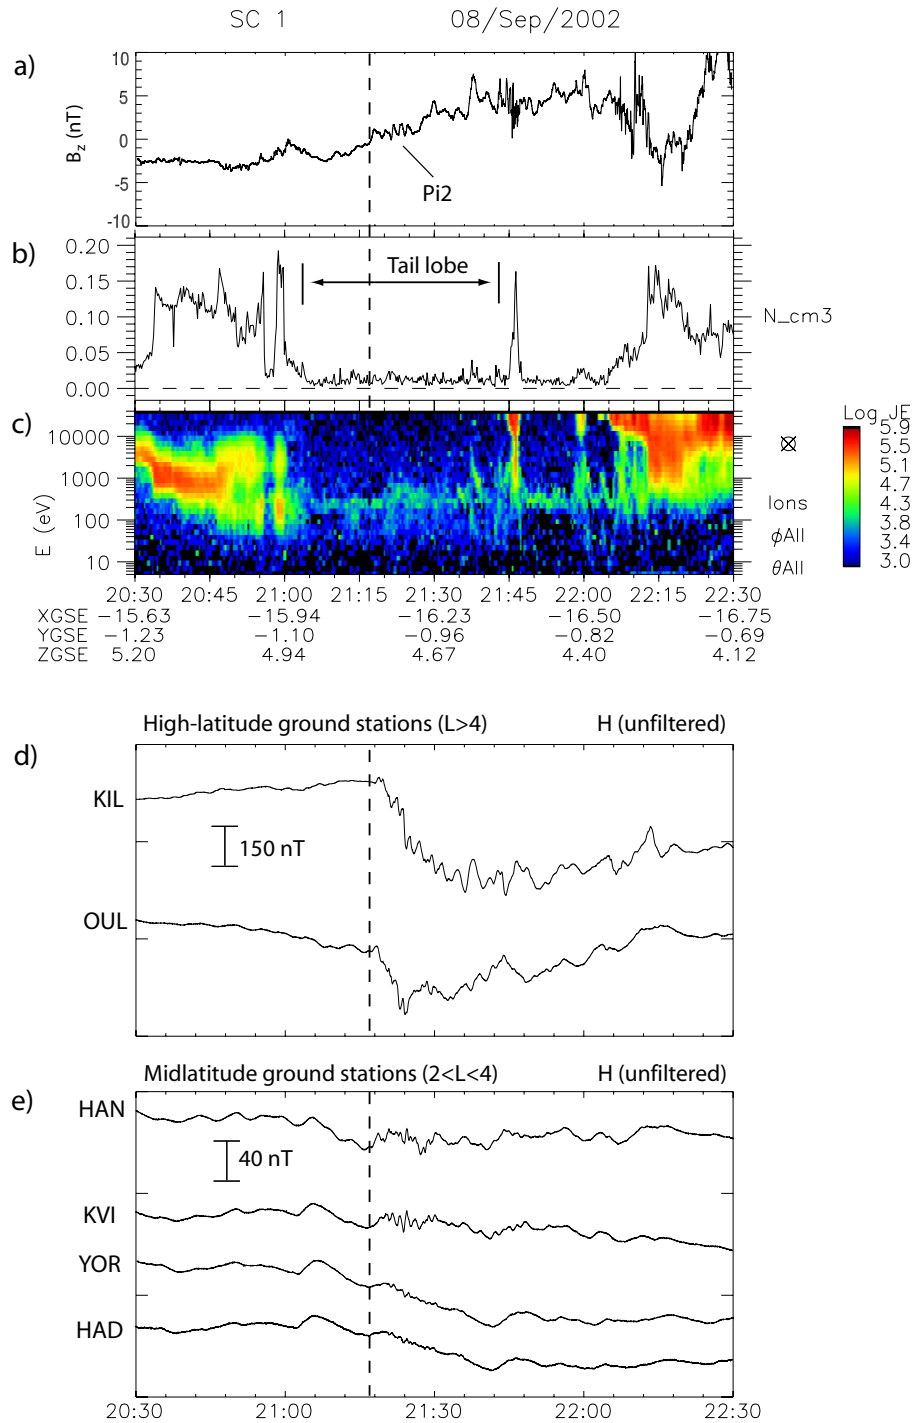 SC 1 08/Sep/2002
a)
10
5
0
-5
-10
Bz (nT)
Pi2
b)
0.20
0.15
0.10
0.05
0.00
Tail lobe
N_cm3
c)
10000
1000
100
10
E (eV)
Ions
φAll
θAll
Log JE
5.9
5.5
5.1
4.7
4.3
3.8
3.4
3.0
20:30 20:45 21:00 21:15 21:30 21:45 22:00 22:15 22:30
XGSE -15.63 -15.94 -16.23 -16.50 -16.75
YGSE -1.23 -1.10 -0.96 -0.82 -0.69
ZGSE 5.20 4.94 4.67 4.40 4.12
High-latitude ground stations (L>4) H (unfiltered)
d)
KIL
150 nT
OUL
Midlatitude ground stations (2<L<4) H (unfiltered)
e)
HAN
40 nT
KVI
YOR
HAD
20:30 21:00 21:30 22:00 22:30